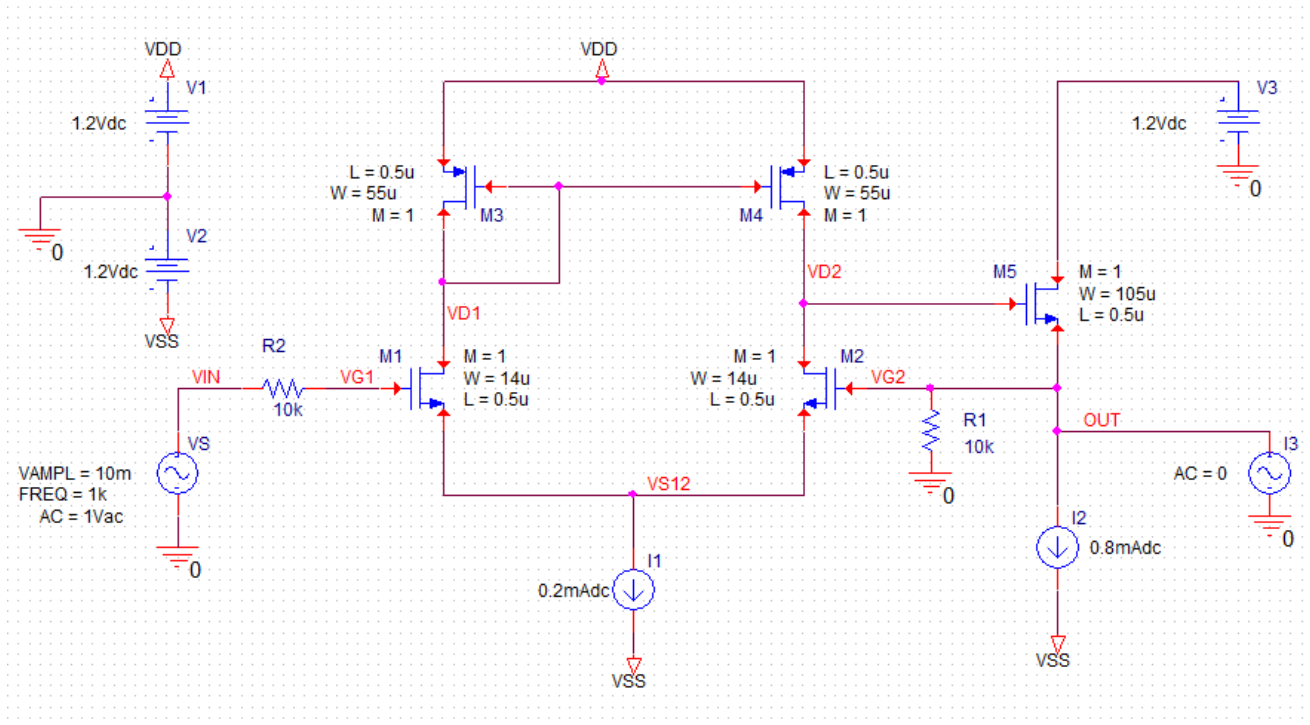 VDD
V1
1.2Vdc
0
V2
1.2Vdc
VSS
VDD
L = 0.5u
W = 55u
M = 1
M3
L = 0.5u
W = 55u
M = 1
M4
V3
1.2Vdc
0
VD1
VD2
M5
M = 1
W = 105u
L = 0.5u
R2
10k
VIN
VG1
M1
M = 1
W = 14u
L = 0.5u
M = 1
W = 14u
L = 0.5u
M2
VG2
R1
10k
0
OUT
I3
AC = 0
0
VS
VAMPL = 10m
FREQ = 1k
AC = 1Vac
0
VS12
I1
0.2mAdc
VSS
I2
0.8mAdc
VSS